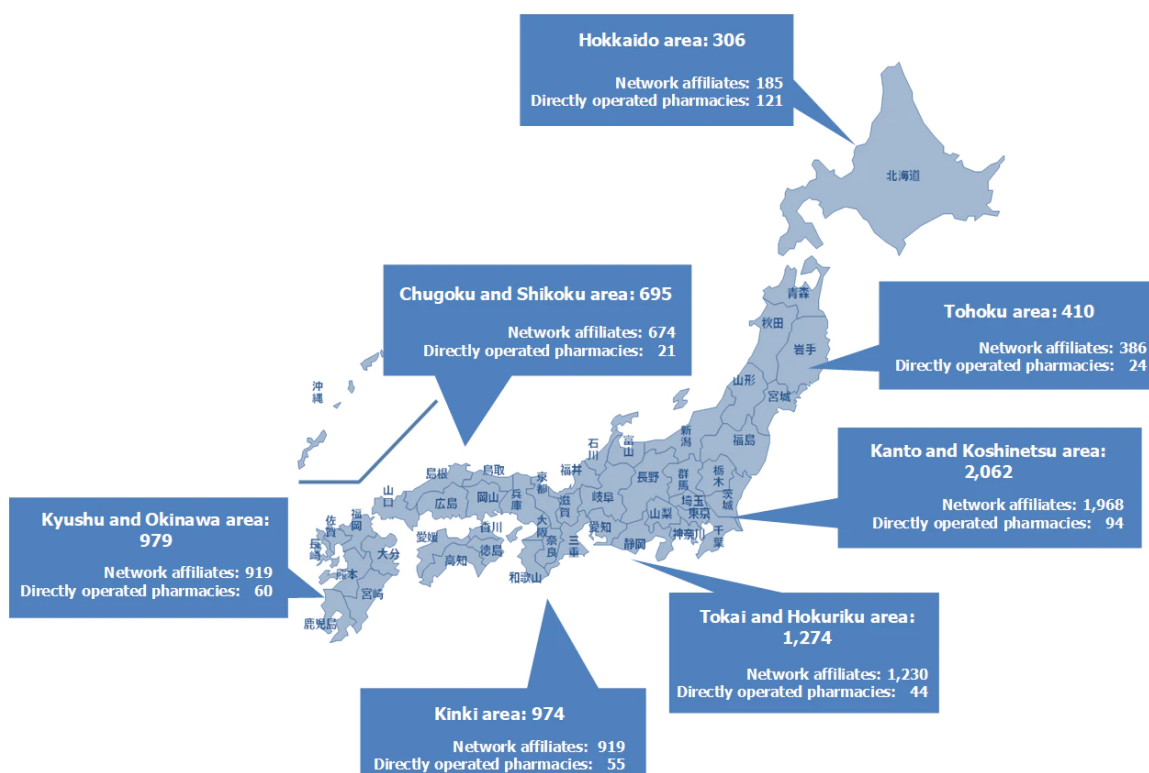 Hokkaido area: 306
Network affiliates: 185
Directly operated pharmacies: 121
北海道
Chugoku and Shikoku area: 695
Network affiliates: 674
Directly operated pharmacies: 21
Tohoku area: 410
Network affiliates: 386
Directly operated pharmacies: 24
青森
秋田
岩手
山形
宮城
福島
沖縄
新潟
富山
石川
福井
長野
群馬
栃木
茨城
埼玉
東京
千葉
神奈川
山梨
静岡
愛知
岐阜
三重
滋賀
京都
兵庫
大阪
奈良
和歌山
鳥取
島根
岡山
広島
山口
香川
徳島
愛媛
高知
福岡
佐賀
長崎
大分
熊本
宮崎
鹿児島
Kanto and Koshinetsu area:
2,062
Network affiliates: 1,968
Directly operated pharmacies: 94
Kyushu and Okinawa area:
979
Network affiliates: 919
Directly operated pharmacies: 60
Tokai and Hokuriku area:
1,274
Network affiliates: 1,230
Directly operated pharmacies: 44
Kinki area: 974
Network affiliates: 919
Directly operated pharmacies: 55